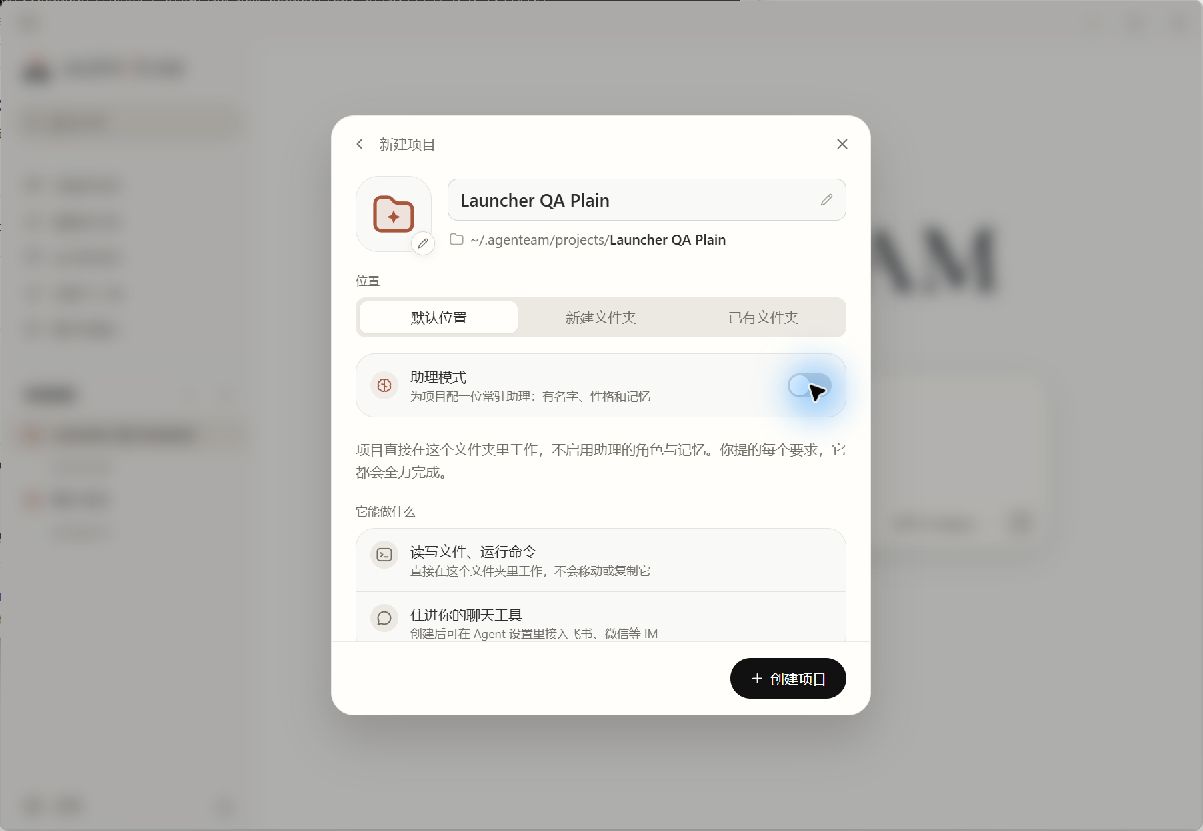 新建项目
Launcher QA Plain
~/.agenteam/projects/Launcher QA Plain
位置
默认位置
新建文件夹
已有文件夹
助理模式
为项目配一位常驻助理：有名字、性格和记忆
项目直接在这个文件夹里工作，不启用助理的角色与记忆。你提的每个要求，它
都会全力完成。
它能做什么
读写文件、运行命令
直接在这个文件夹里工作，不会移动或复制它
住进你的聊天工具
创建后可在 Agent 设置里接入飞书、微信等 IM
+ 创建项目
AM